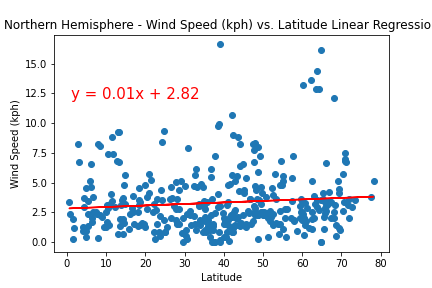 Northern Hemisphere - Wind Speed (kph) vs. Latitude Linear Regressio
y = 0.01x + 2.82
Wind Speed (kph)
15.0
12.5
10.0
7.5
5.0
2.5
0.0
0 10 20 30 40 50 60 70 80
Latitude